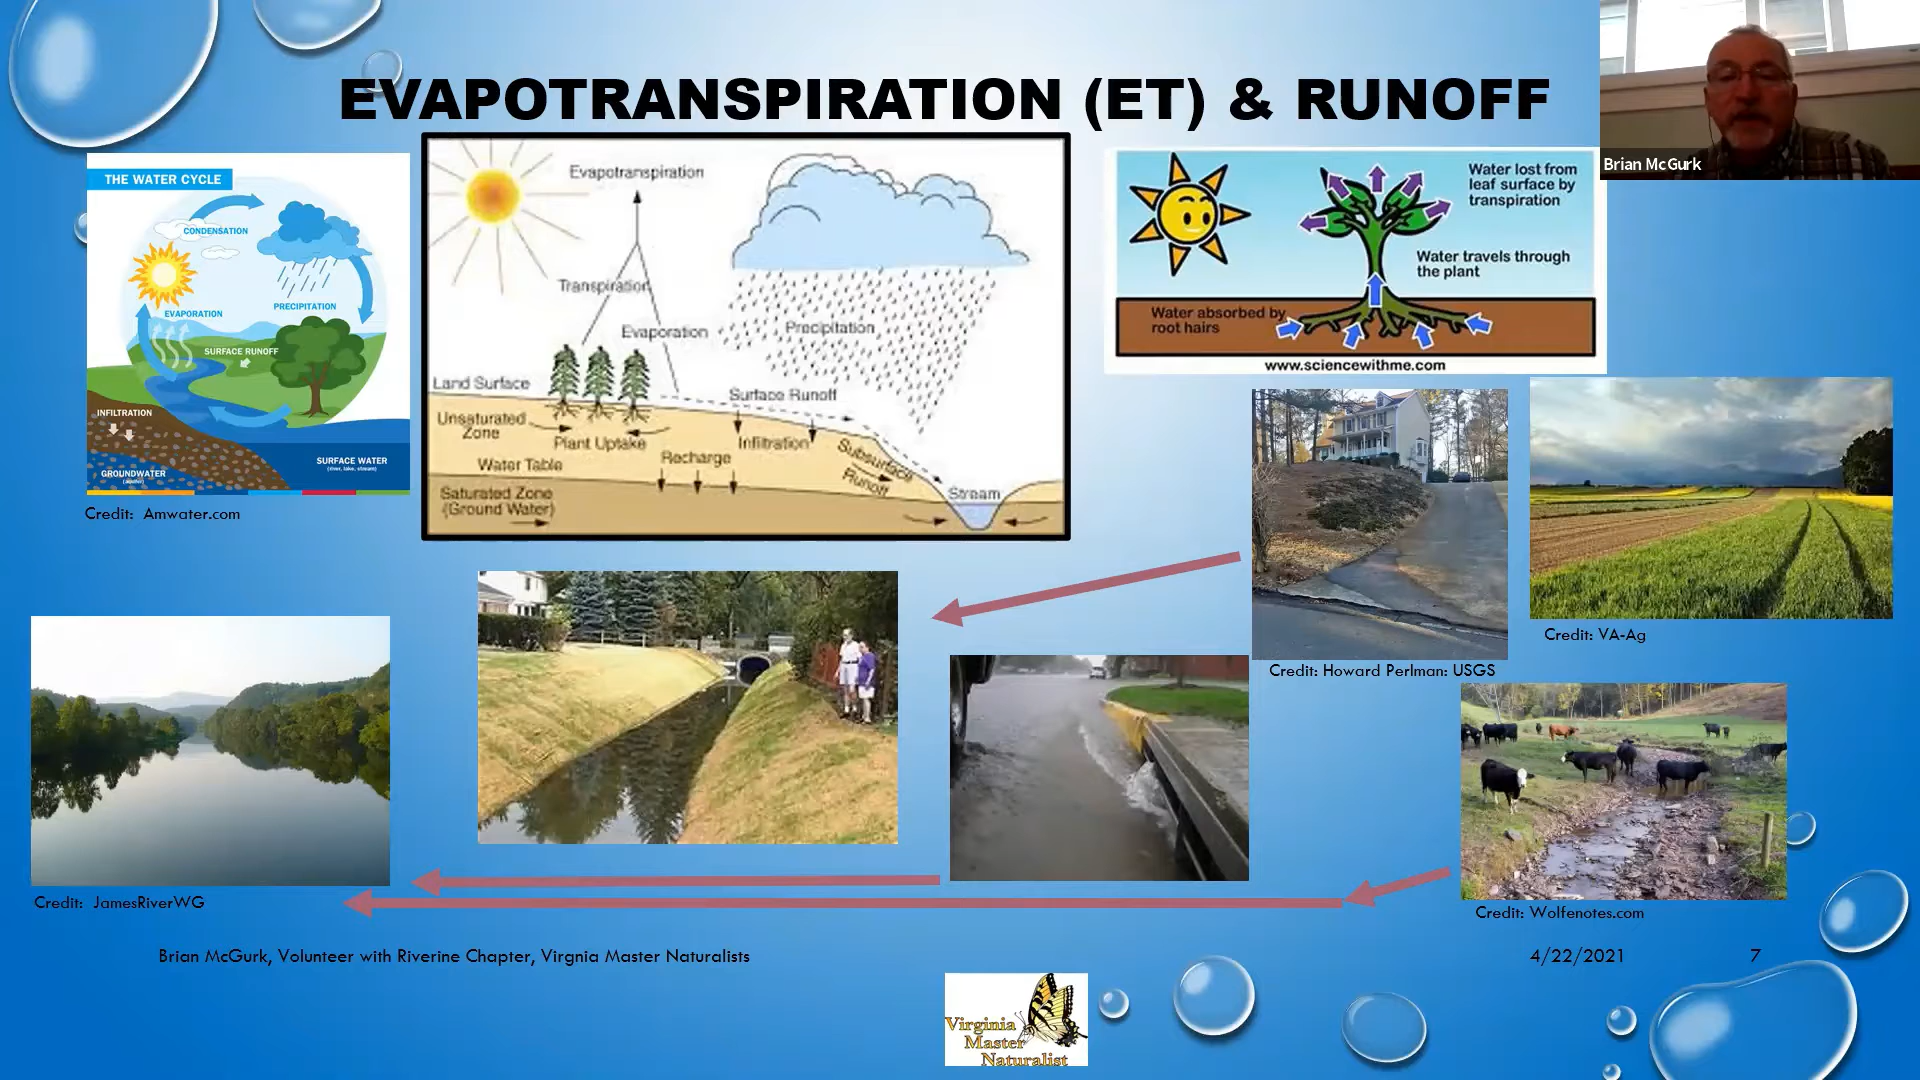 EVAPOTRANSPIRATION (ET) & RUNOFF
Brian McGurk
THE WATER CYCLE
CONDENSATION
PRECIPITATION
EVAPORATION
SURFACE RUNOFF
INFILTRATION
GROUNDWATER
(aquifer)
SURFACE WATER
(river, lake, stream)
Credit: Amwater.com
Evapotranspiration
Transpiration
Evaporation
Precipitation
Land Surface
Surface Runoff
Unsaturated
Zone
Plant Uptake
Infiltration
Subsurface
Runoff
Water Table
Recharge
Saturated Zone
(Ground Water)
Stream
Water lost from
leaf surface by
transpiration
Water travels through
the plant
Water absorbed by
root hairs
www.sciencewithme.com
Credit: VA-Ag
Credit: Howard Perlman: USGS
Credit: JamesRiverWG
Credit: Wolfenotes.com
Brian McGurk, Volunteer with Riverine Chapter, Virgnia Master Naturalists
4/22/2021
7
Virginia
Master
Naturalist